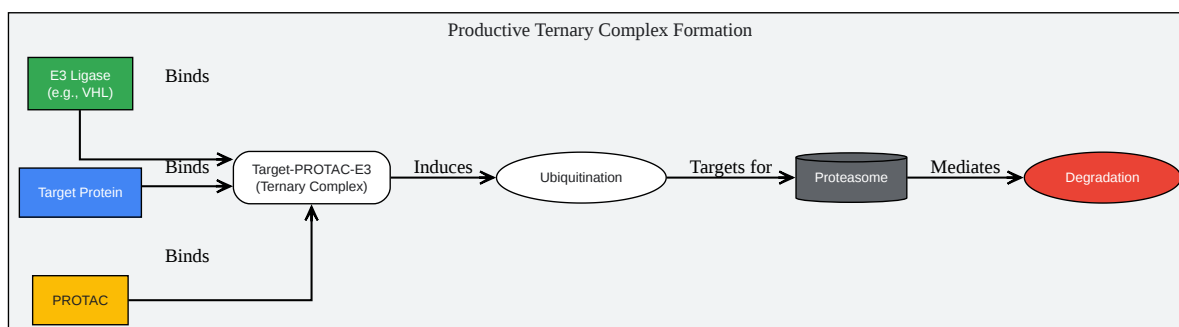 Productive Ternary Complex Formation
E3 Ligase
(e.g., VHL)
Binds
Target Protein
Binds
PROTAC
Binds
Target-PROTAC-E3
(Ternary Complex)
Induces
Ubiquitination
Targets for
Proteasome
Mediates
Degradation